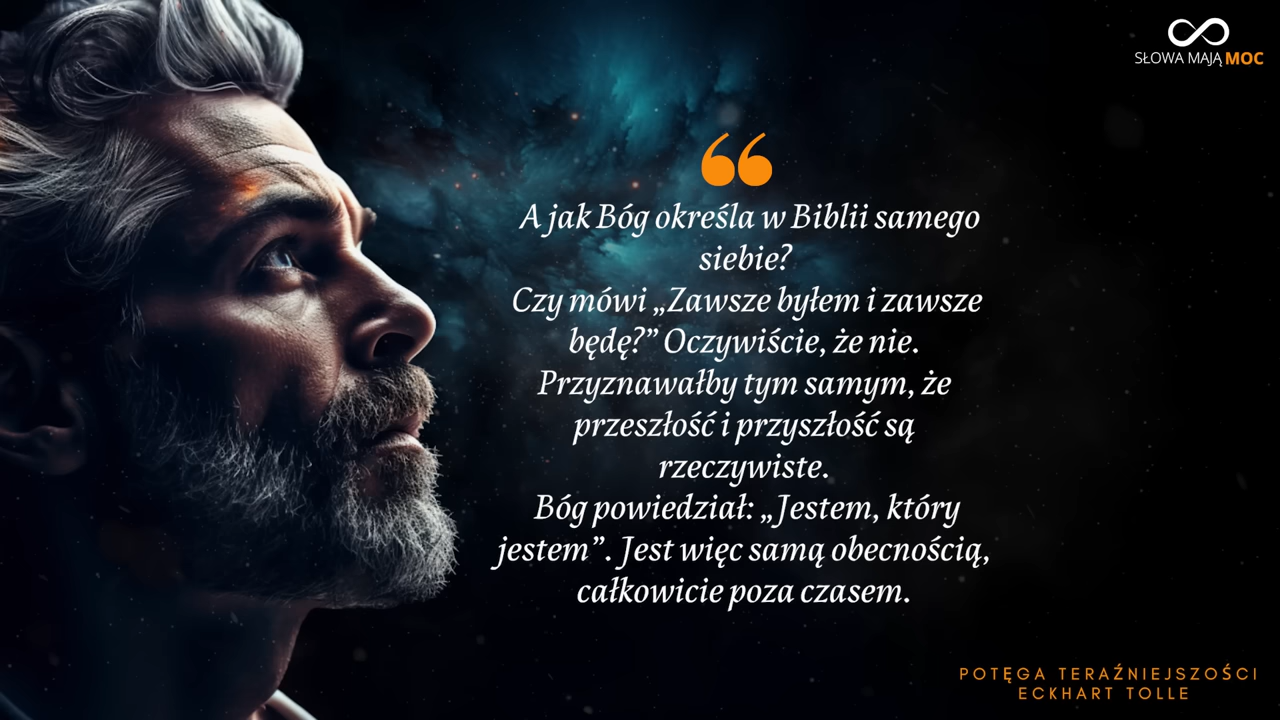 SŁOWA MAJĄ MOC
A jak Bóg określa w Biblii samego
siebie?
Czy mówi „Zawsze byłem i zawsze
będę?” Oczywiście, że nie.
Przyznawałby tym samym, że
przeszłość i przyszłość są
rzeczywiste.
Bóg powiedział: „Jestem, który
jestem”. Jest więc samą obecnością,
całkowicie poza czasem.
POTĘGA TERAŹNIEJSZOŚCI
ECKHART TOLLE